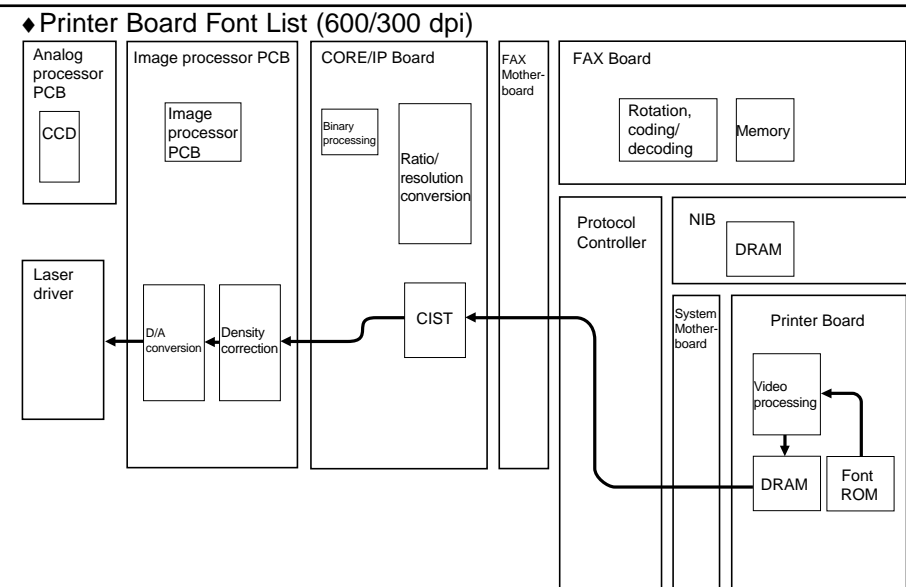 ♦Printer Board Font List (600/300 dpi)
Analog
processor
PCB
CCD
Image processor PCB
Image
processor
PCB
CORE/IP Board
Binary
processing
Ratio/
resolution
conversion
FAX
Mother-
board
FAX Board
Rotation,
coding/
decoding
Memory
Protocol
Controller
NIB
DRAM
Laser
driver
D/A
conversion
Density
correction
CIST
System
Mother-
board
Printer Board
Video
processing
DRAM
Font
ROM